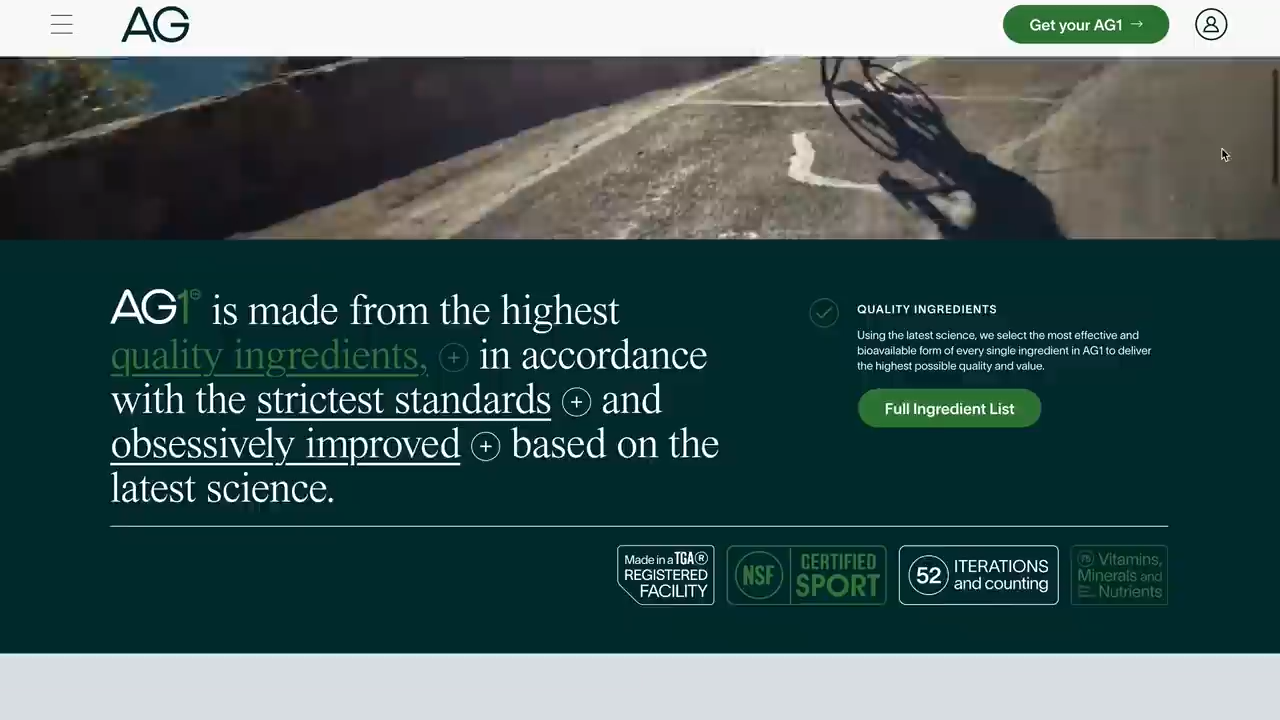 AG
Get your AG1 →
AG1® is made from the highest
quality ingredients, + in accordance
with the strictest standards + and
obsessively improved + based on the
latest science.
QUALITY INGREDIENTS
Using the latest science, we select the most effective and
bioavailable form of every single ingredient in AG1 to deliver
the highest possible quality and value.
Full Ingredient List
Made in a TGA®
REGISTERED
FACILITY
NSF
CERTIFIED
SPORT
52
ITERATIONS
and counting
75 Vitamins,
Minerals and
Nutrients